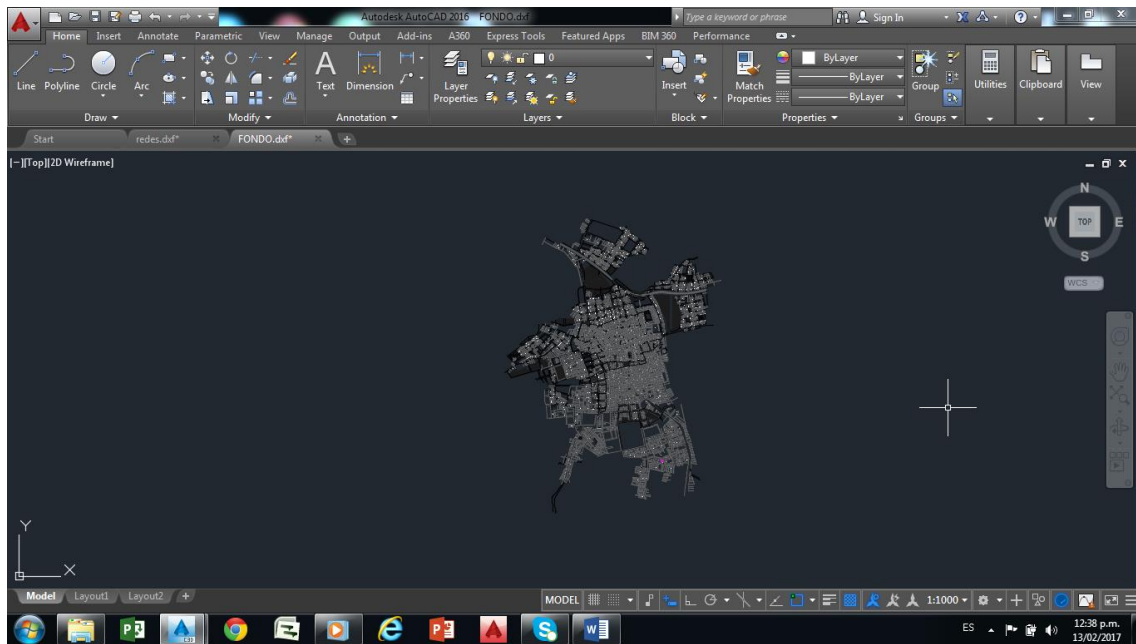 Autodesk AutoCAD 2016 FONDO.dxf
Type a keyword or phrase
Sign In
Home Insert Annotate Parametric View Manage Output Add-ins A360 Express Tools Featured Apps BIM 360 Performance
Line Polyline Circle Arc
Text Dimension
Layer Properties
0
Insert
Match Properties
ByLayer
ByLayer
ByLayer
Group
Utilities
Clipboard
View
Draw Modify Annotation Layers Block Properties Groups
Start redes.dxf* FONDO.dxf*
[−][Top][2D Wireframe]
N
W TOP E
S
WCS
Y
X
Model Layout1 Layout2
MODEL
1:1000
ES
12:38 p.m.
13/02/2017